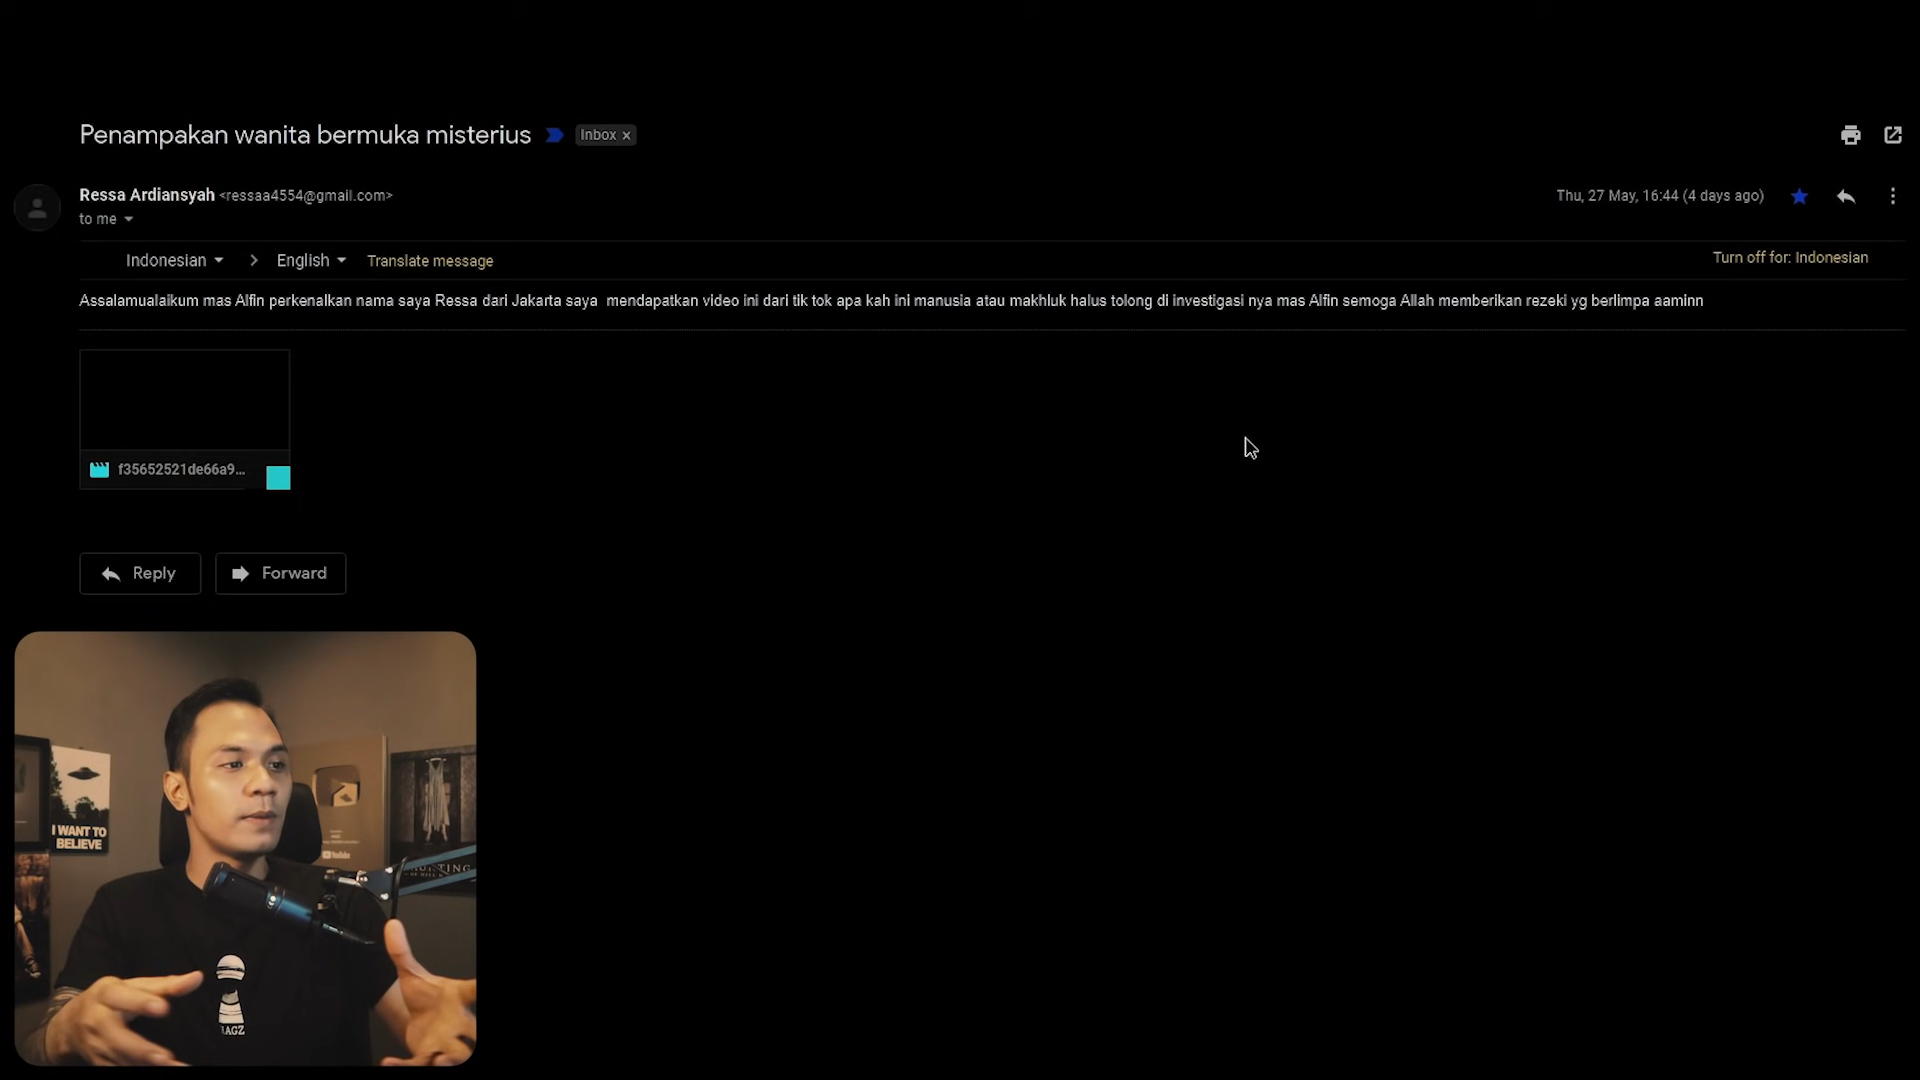 Penampakan wanita bermuka misterius Inbox ×
Ressa Ardiansyah <ressaa4554@gmail.com> Thu, 27 May, 16:44 (4 days ago)
to me
Indonesian > English Translate message Turn off for: Indonesian
Assalamualaikum mas Alfin perkenalkan nama saya Ressa dari Jakarta saya mendapatkan video ini dari tik tok apa kah ini manusia atau makhluk halus tolong di investigasi nya mas Alfin semoga Allah memberikan rezeki yg berlimpa aaminn
f35652521de66a9...
Reply Forward
I WANT TO
BELIEVE
YouTube